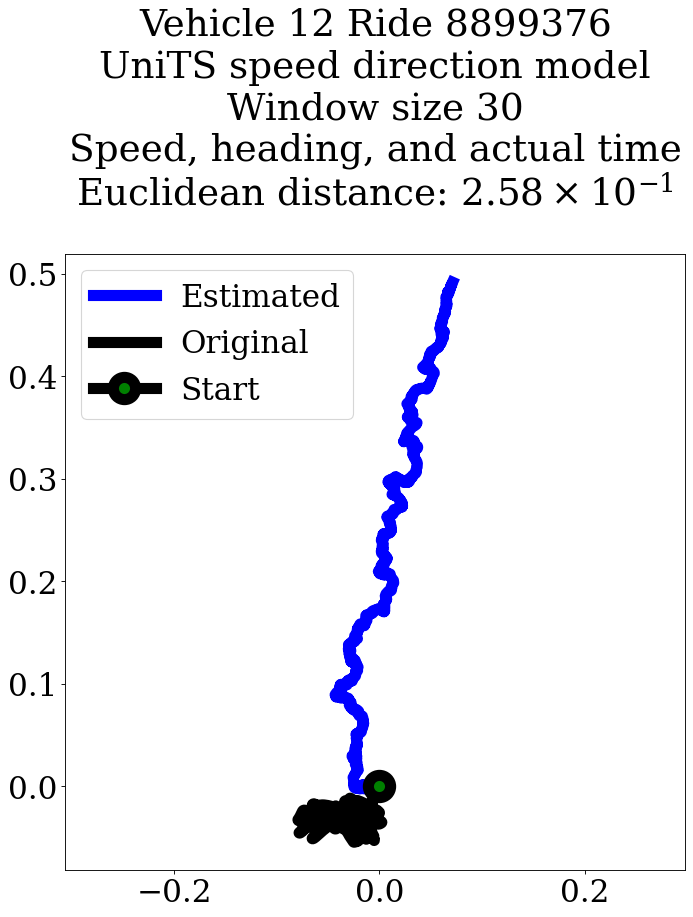 Vehicle 12 Ride 8899376
UniTS speed direction model
Window size 30
Speed, heading, and actual time
Euclidean distance: 2.58 × 10⁻¹
0.5
Estimated
Original
0.4
Start
0.3
0.2
0.1
0.0
−0.2 0.0 0.2